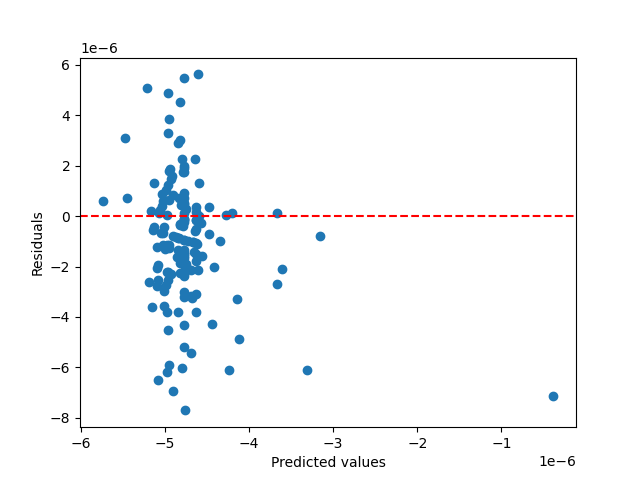 1e−6
6
4
2
0
−2
−4
−6
−8
Residuals
−6 −5 −4 −3 −2 −1
Predicted values
1e−6